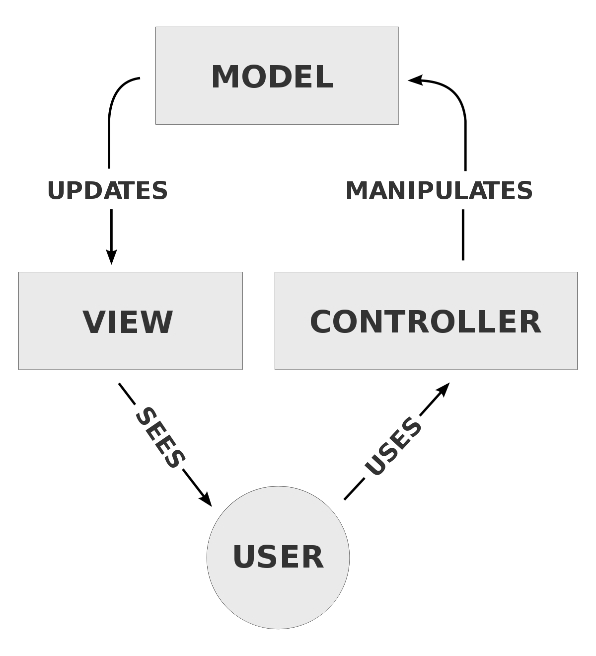 MODEL
UPDATES
MANIPULATES
VIEW
CONTROLLER
SEES
USES
USER